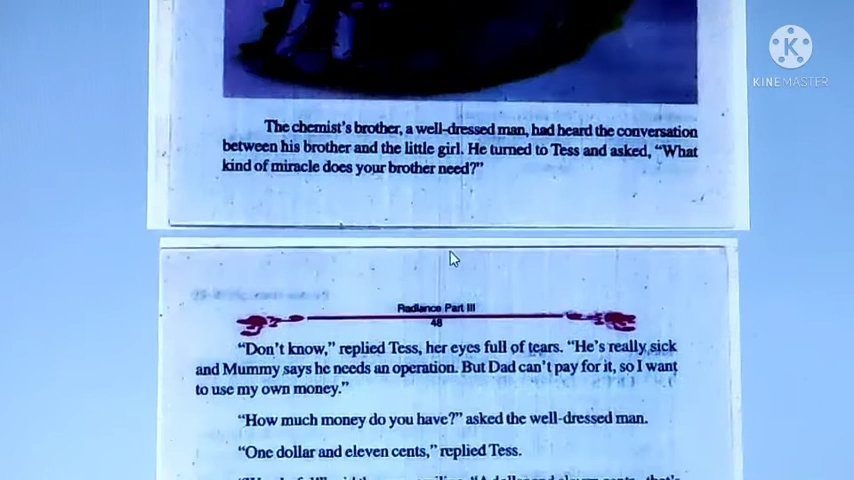 KINEMASTER
The chemist's brother, a well-dressed man, had heard the conversation
between his brother and the little girl. He turned to Tess and asked, "What
kind of miracle does your brother need?"
Radiance Part III
48
"Don't know," replied Tess, her eyes full of tears. "He's really sick
and Mummy says he needs an operation. But Dad can't pay for it, so I want
to use my own money."
"How much money do you have?" asked the well-dressed man.
"One dollar and eleven cents," replied Tess.